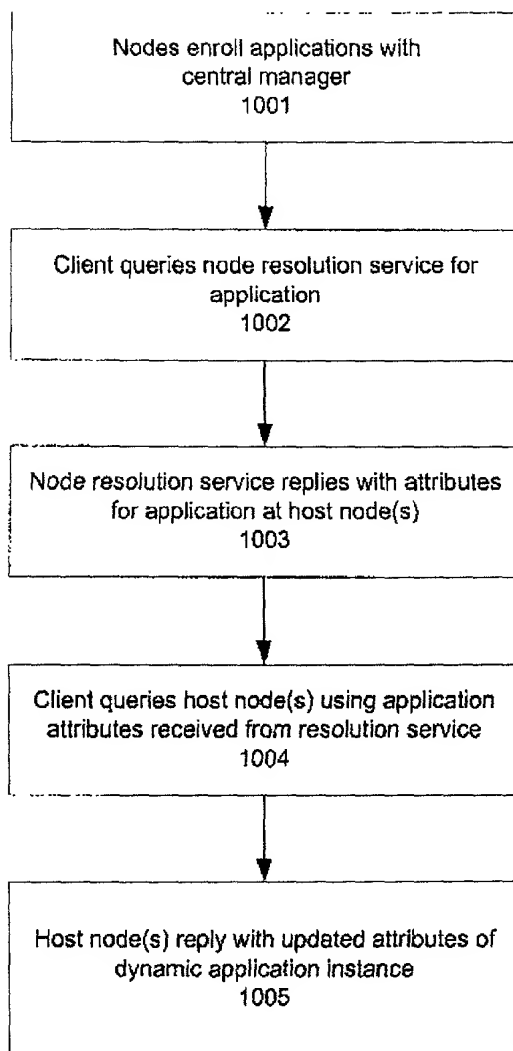 Nodes enroll applications with
central manager
1001
Client queries node resolution service for
application
1002
Node resolution service replies with attributes
for application at host node(s)
1003
Client queries host node(s) using application
attributes received from resolution service
1004
Host node(s) reply with updated attributes of
dynamic application instance
1005